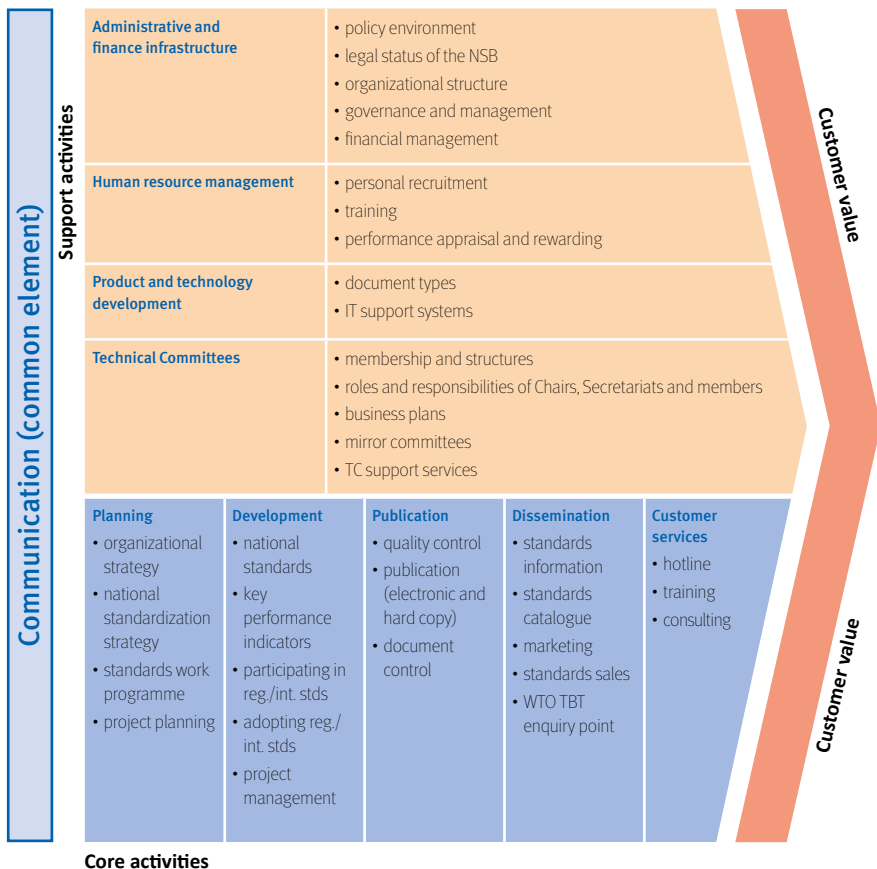 Communication (common element)
Support activities
Administrative and
finance infrastructure
• policy environment
• legal status of the NSB
• organizational structure
• governance and management
• financial management
Human resource management
• personal recruitment
• training
• performance appraisal and rewarding
Product and technology
development
• document types
• IT support systems
Technical Committees
• membership and structures
• roles and responsibilities of Chairs, Secretariats and members
• business plans
• mirror committees
• TC support services
Planning
• organizational
strategy
• national
standardization
strategy
• standards work
programme
• project planning
Development
• national
standards
• key
performance
indicators
• participating in
reg./int. stds
• adopting reg./
int. stds
• project
management
Publication
• quality control
• publication
(electronic and
hard copy)
• document
control
Dissemination
• standards
information
• standards
catalogue
• marketing
• standards sales
• WTO TBT
enquiry point
Customer
services
• hotline
• training
• consulting
Customer value
Customer value
Core activities